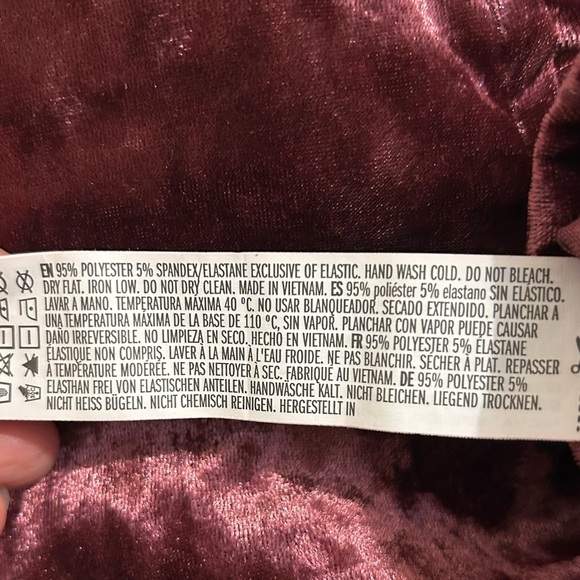 EN 95% POLYESTER 5% SPANDEX/ELASTANE EXCLUSIVE OF ELASTIC. HAND WASH COLD. DO NOT BLEACH.
DRY FLAT. IRON LOW. DO NOT DRY CLEAN. MADE IN VIETNAM. ES 95% poliéster 5% elastano SIN ELÁSTICO.
LAVAR A MANO. TEMPERATURA MÁXIMA 40 °C. NO USAR BLANQUEADOR. SECADO EXTENDIDO. PLANCHAR A
UNA TEMPERATURA MÁXIMA DE LA BASE DE 110 °C, SIN VAPOR. PLANCHAR CON VAPOR PUEDE CAUSAR
DAÑO IRREVERSIBLE. NO LIMPIEZA EN SECO. HECHO EN VIETNAM. FR 95% POLYESTER 5% ELASTANE
ÉLASTIQUE NON COMPRIS. LAVER À LA MAIN À L'EAU FROIDE. NE PAS BLANCHIR. SÉCHER À PLAT. REPASSER
À TEMPÉRATURE MODÉRÉE. NE PAS NETTOYER À SEC. FABRIQUÉ AU VIETNAM. DE 95% POLYESTER 5%
ELASTHAN FREI VON ELASTISCHEN ANTEILEN. HANDWÄSCHE KALT. NICHT BLEICHEN. LIEGEND TROCKNEN.
NICHT HEISS BÜGELN. NICHT CHEMISCH REINIGEN. HERGESTELLT IN